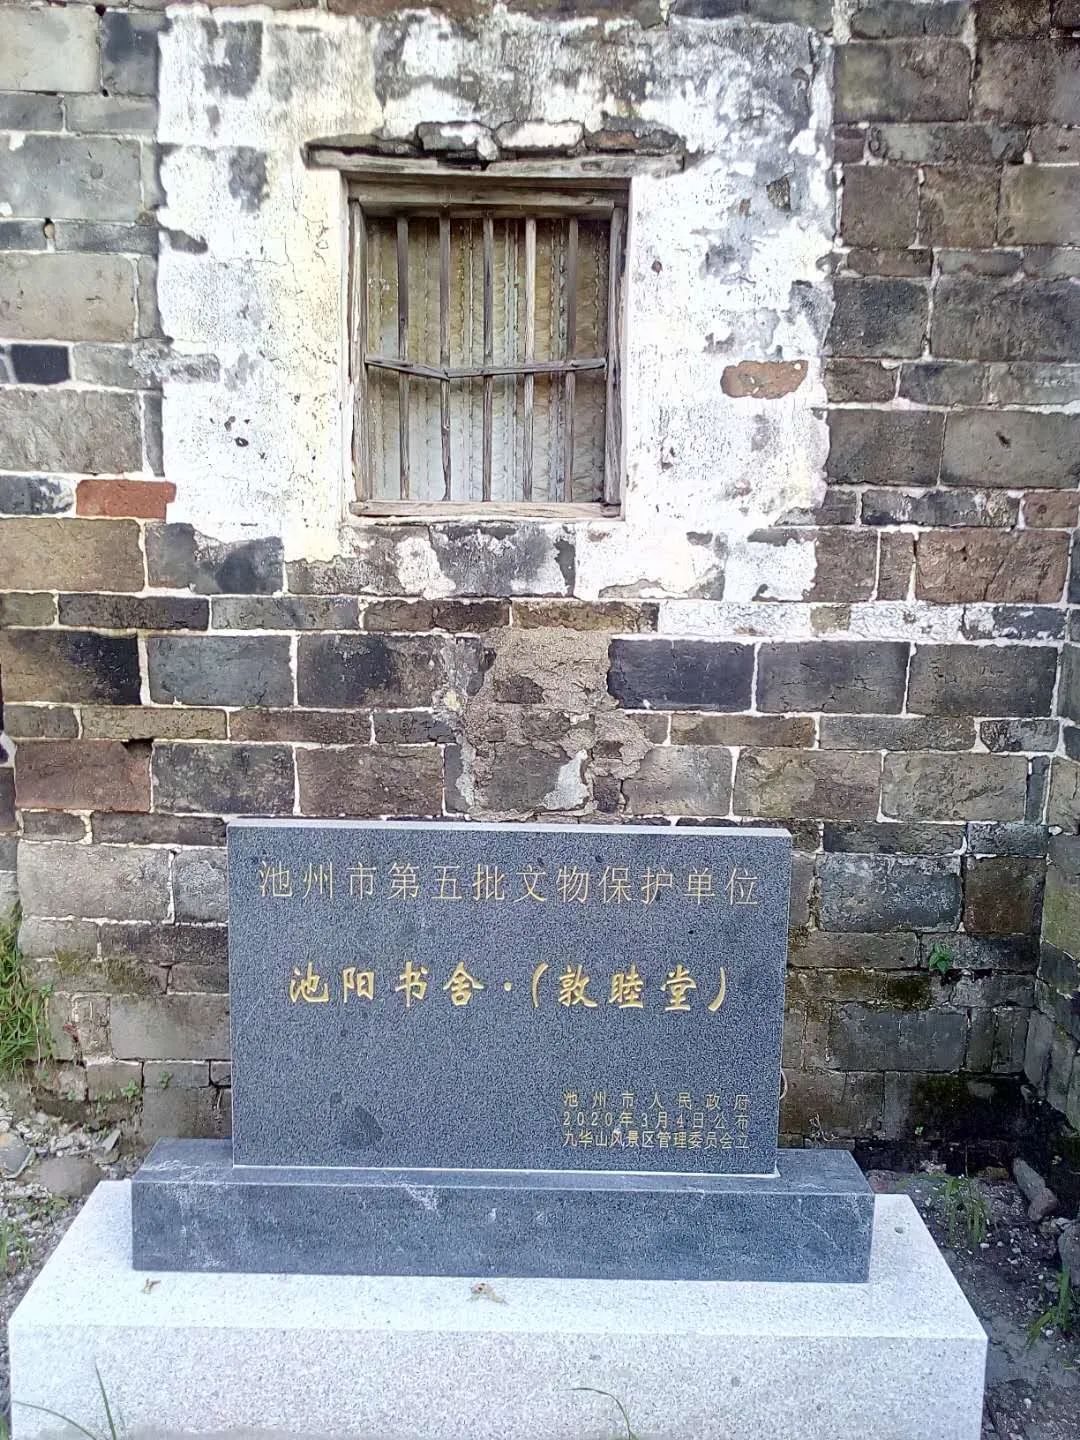 池州市第五批文物保护单位
池阳书舍·(敦睦堂)
池州市人民政府
2020年3月4日公布
九华山风景区管理委员会立